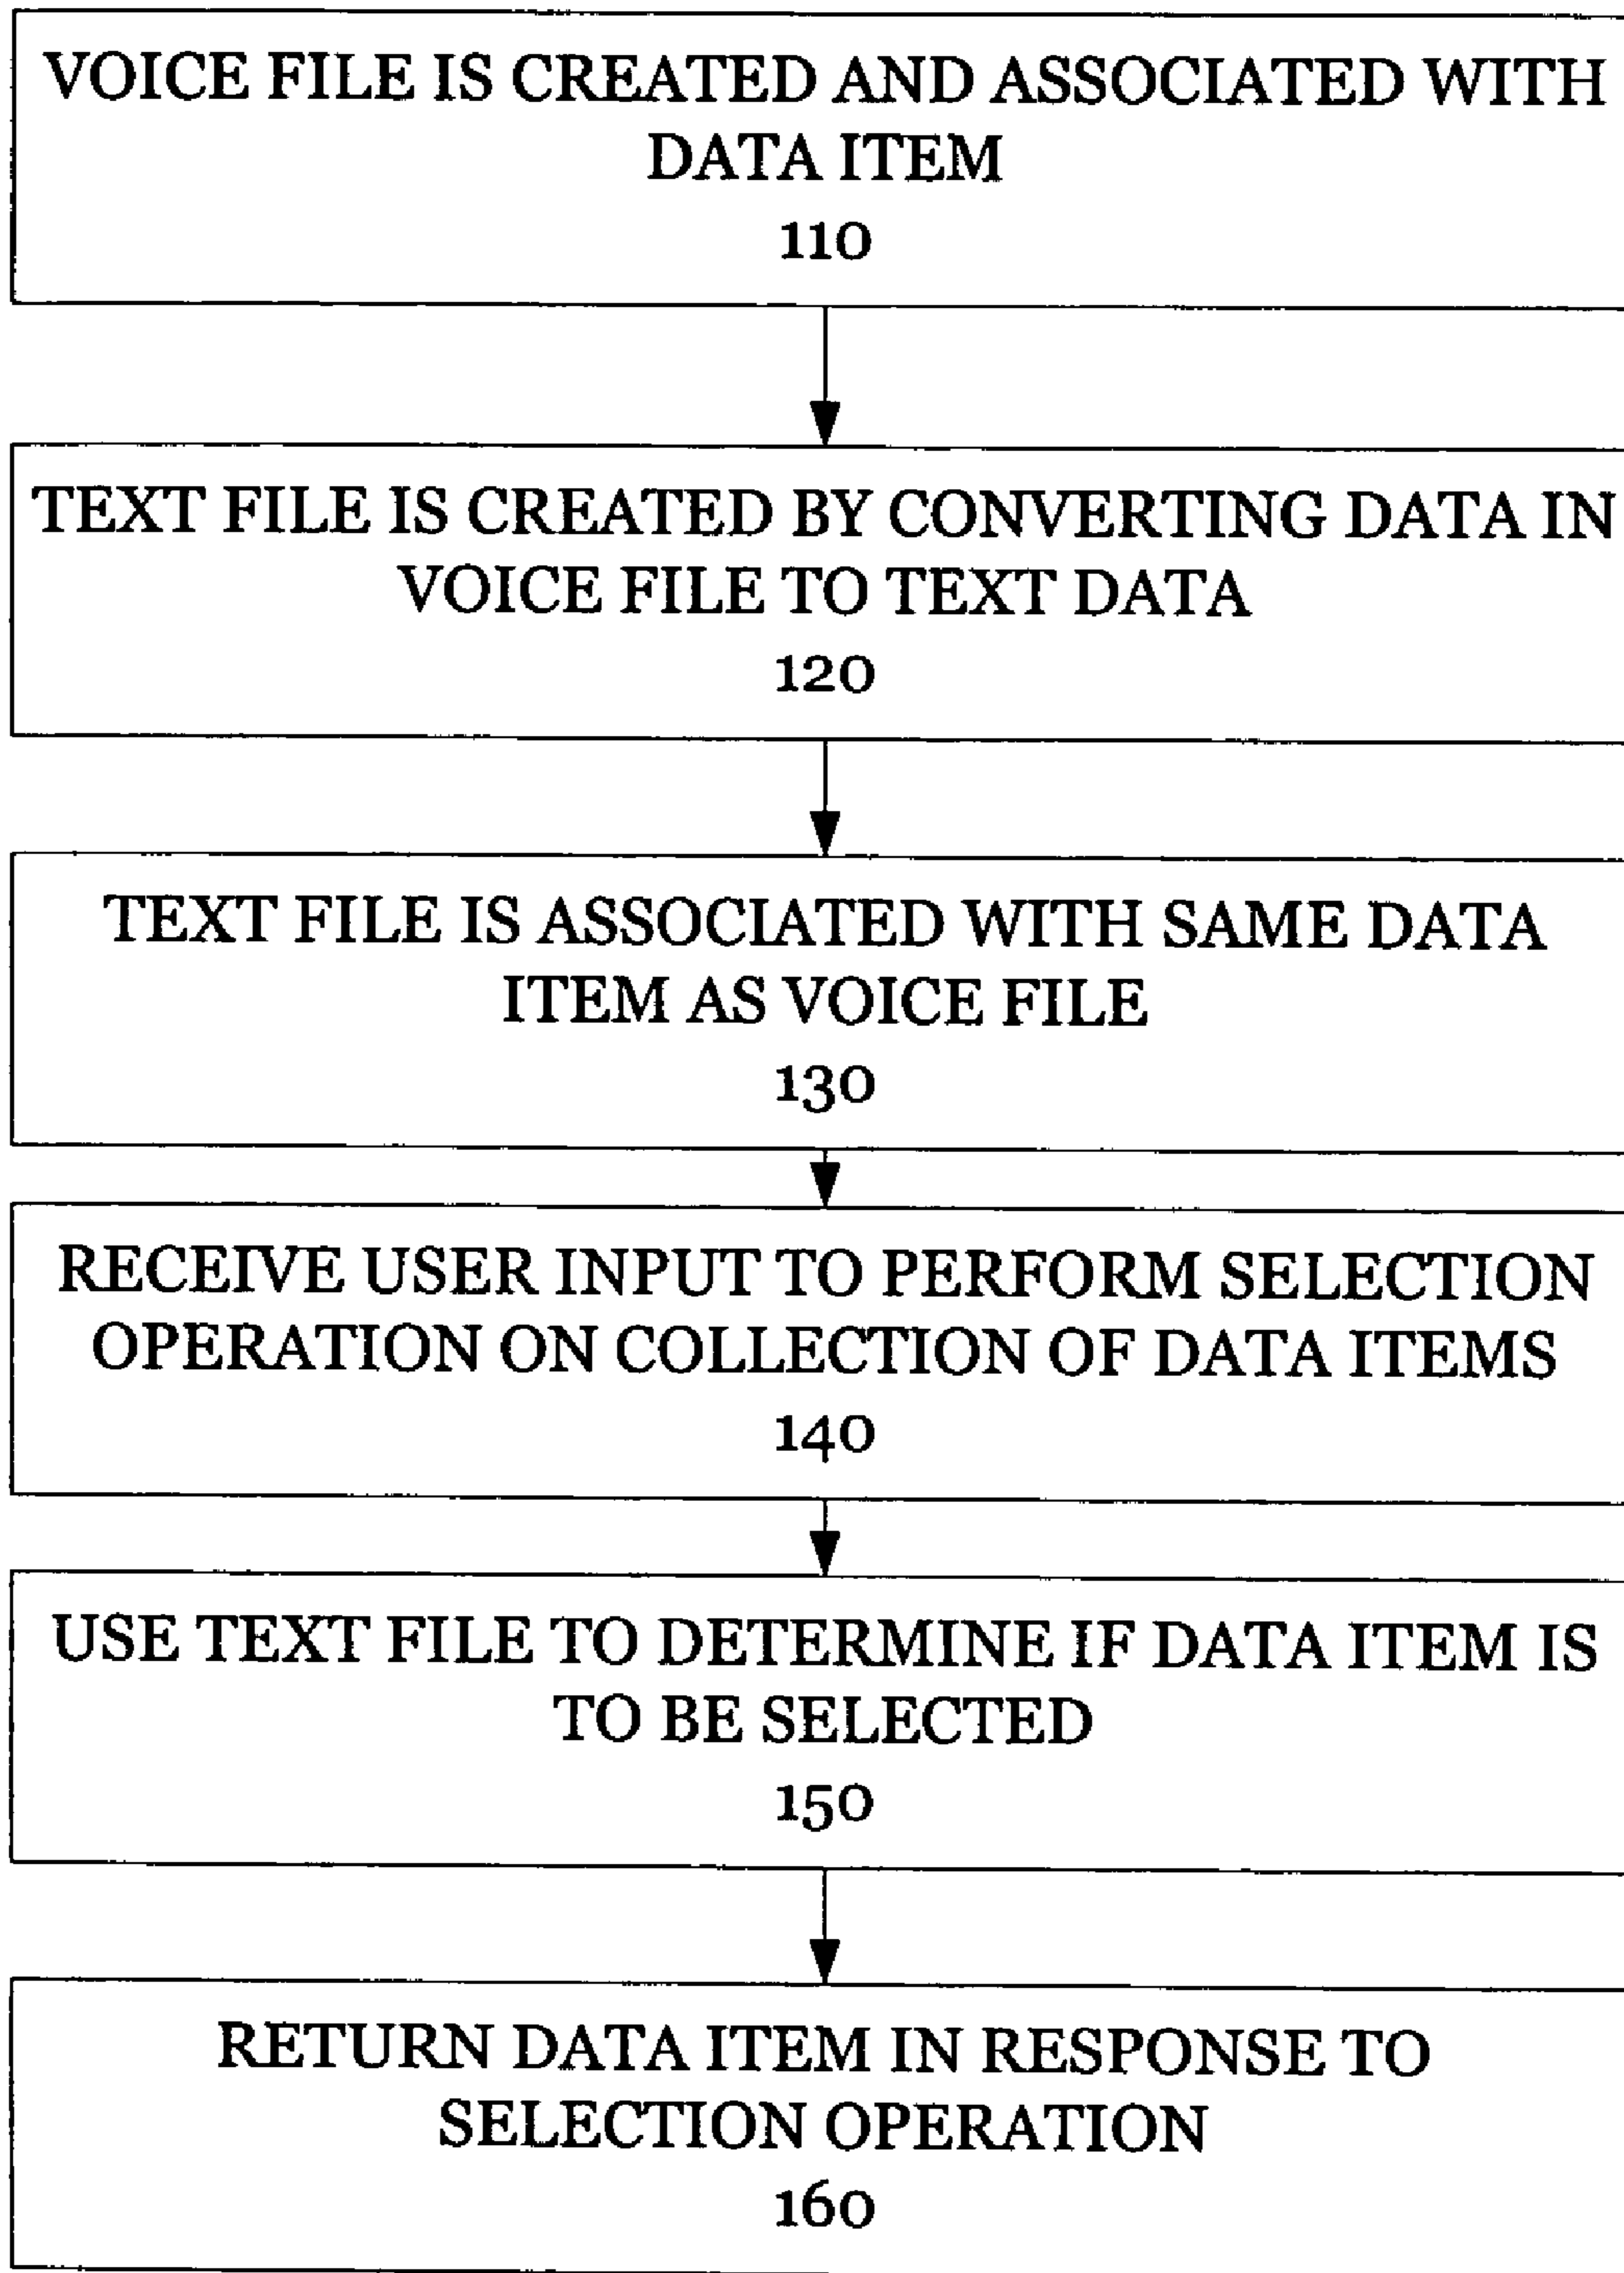 VOICE FILE IS CREATED AND ASSOCIATED WITH
DATA ITEM
110
TEXT FILE IS CREATED BY CONVERTING DATA IN
VOICE FILE TO TEXT DATA
120
TEXT FILE IS ASSOCIATED WITH SAME DATA
ITEM AS VOICE FILE
130
RECEIVE USER INPUT TO PERFORM SELECTION
OPERATION ON COLLECTION OF DATA ITEMS
140
USE TEXT FILE TO DETERMINE IF DATA ITEM IS
TO BE SELECTED
150
RETURN DATA ITEM IN RESPONSE TO
SELECTION OPERATION
160